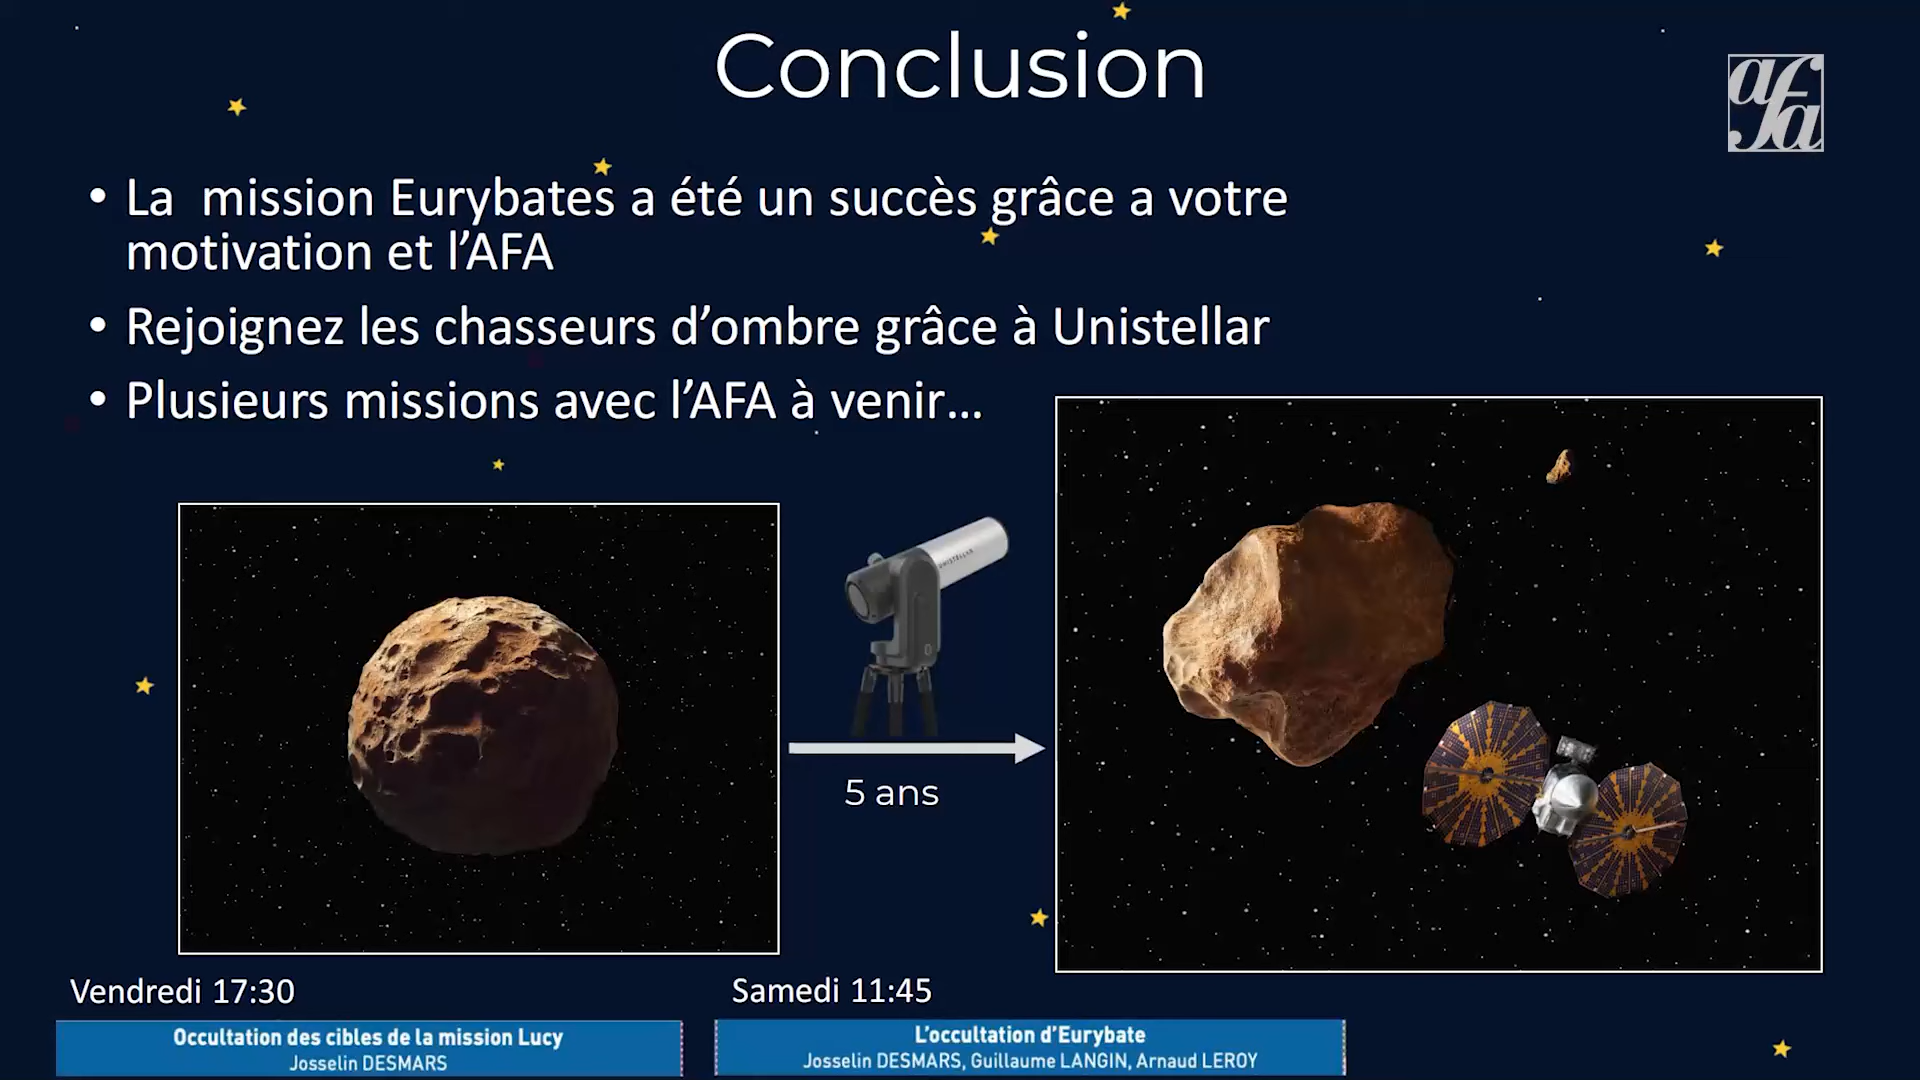 Conclusion
afa
• La  mission Eurybates a été un succès grâce a votre
motivation et l’AFA
• Rejoignez les chasseurs d’ombre grâce à Unistellar
• Plusieurs missions avec l’AFA à venir...
UNISTELLAR
5 ans
Vendredi 17:30
Occultation des cibles de la mission Lucy
Josselin DESMARS
Samedi 11:45
L’occultation d’Eurybate
Josselin DESMARS, Guillaume LANGIN, Arnaud LEROY